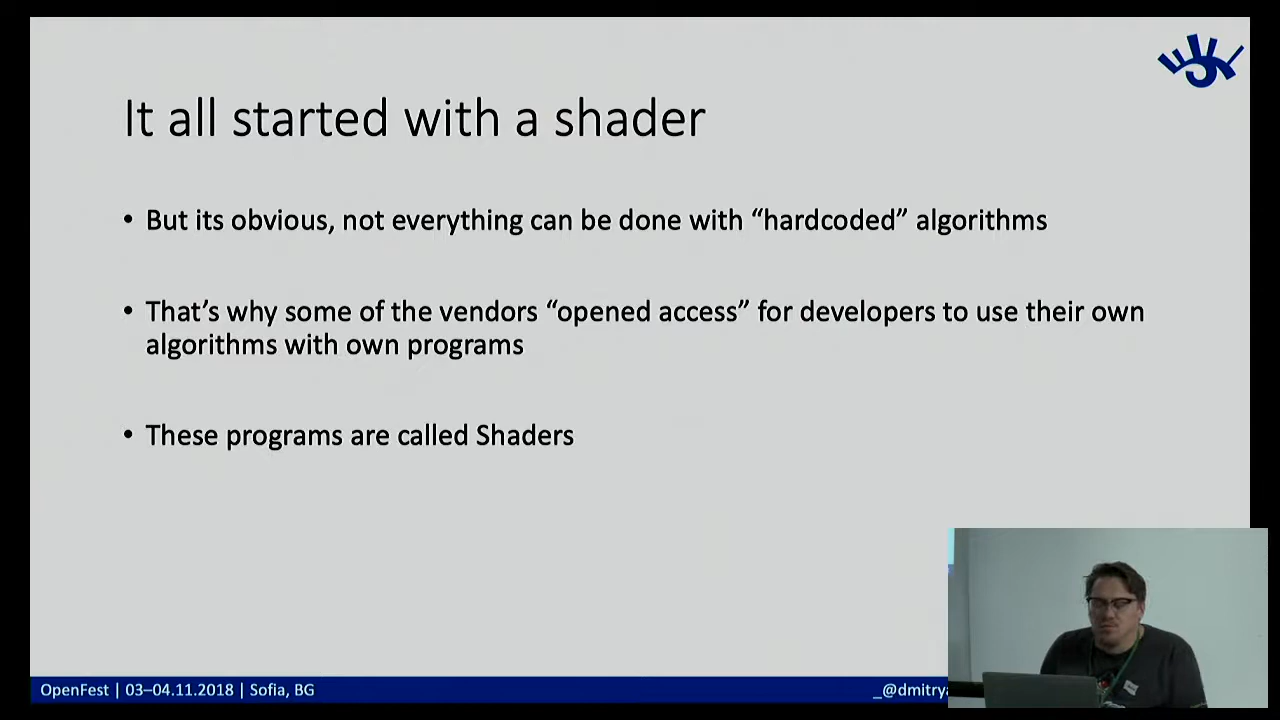 It all started with a shader
• But its obvious, not everything can be done with “hardcoded” algorithms
• That’s why some of the vendors “opened access” for developers to use their own
algorithms with own programs
• These programs are called Shaders
OpenFest | 03–04.11.2018 | Sofia, BG
_@dmitrya